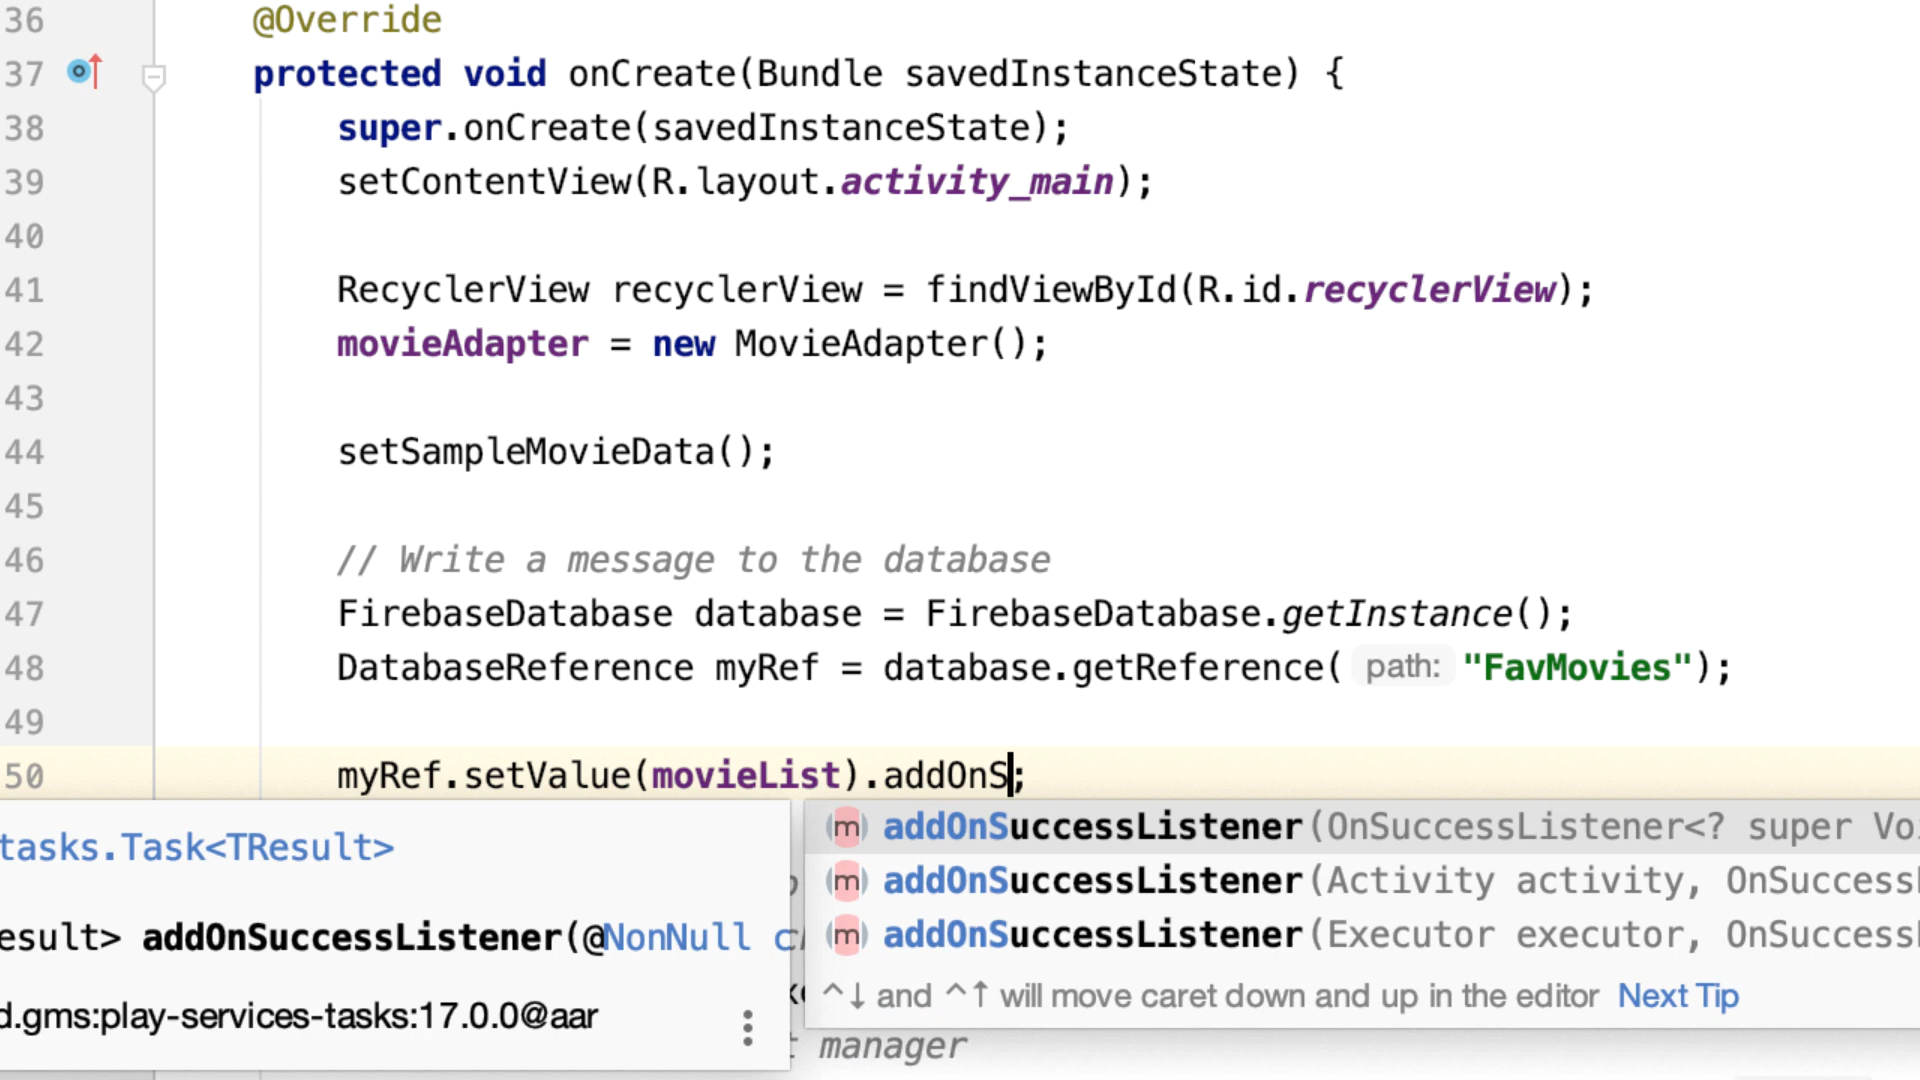 36 @Override
37 protected void onCreate(Bundle savedInstanceState) {
38 super.onCreate(savedInstanceState);
39 setContentView(R.layout.activity_main);
40
41 RecyclerView recyclerView = findViewById(R.id.recyclerView);
42 movieAdapter = new MovieAdapter();
43
44 setSampleMovieData();
45
46 // Write a message to the database
47 FirebaseDatabase database = FirebaseDatabase.getInstance();
48 DatabaseReference myRef = database.getReference( path: "FavMovies");
49
50 myRef.setValue(movieList).addOnS;
tasks.Task<TResult>
esult> addOnSuccessListener(@NonNull
d.gms:play-services-tasks:17.0.0@aar
m addOnSuccessListener(OnSuccessListener<? super Vo
m addOnSuccessListener(Activity activity, OnSuccess
m addOnSuccessListener(Executor executor, OnSuccess
^↓ and ^↑ will move caret down and up in the editor Next Tip
manager